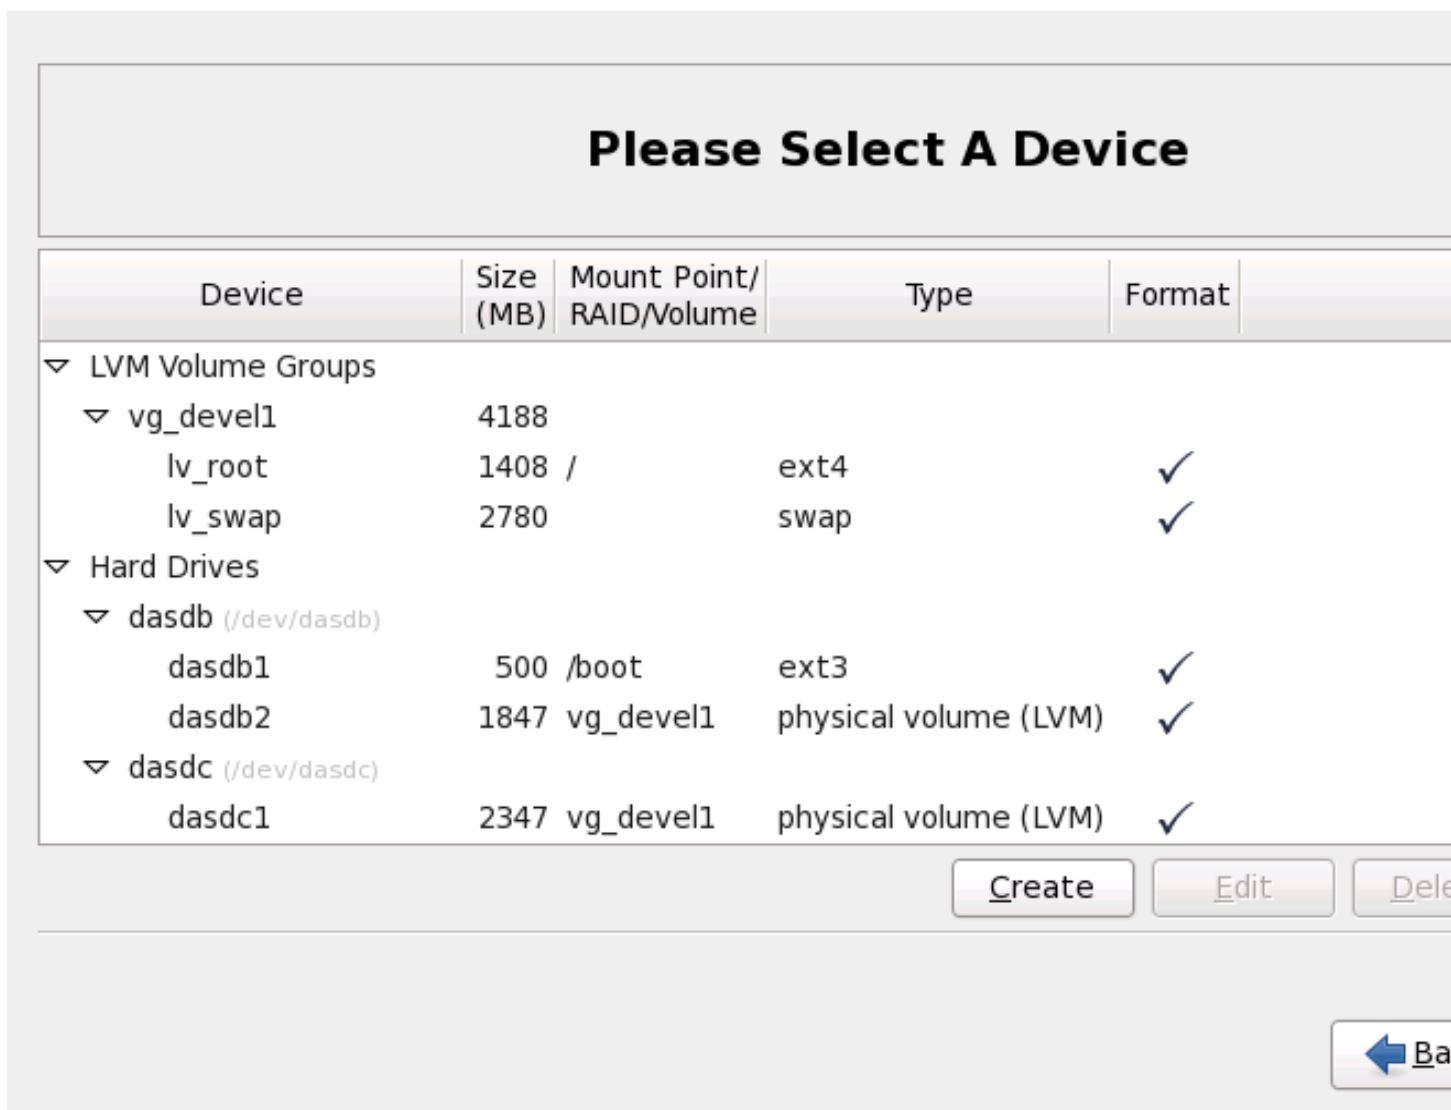 Please Select A Device
Device Size (MB) Mount Point/ RAID/Volume Type Format
LVM Volume Groups
vg_devel1 4188
lv_root 1408 / ext4
lv_swap 2780 swap
Hard Drives
dasdb (/dev/dasdb)
dasdb1 500 /boot ext3
dasdb2 1847 vg_devel1 physical volume (LVM)
dasdc (/dev/dasdc)
dasdc1 2347 vg_devel1 physical volume (LVM)
Create Edit Dele
Ba